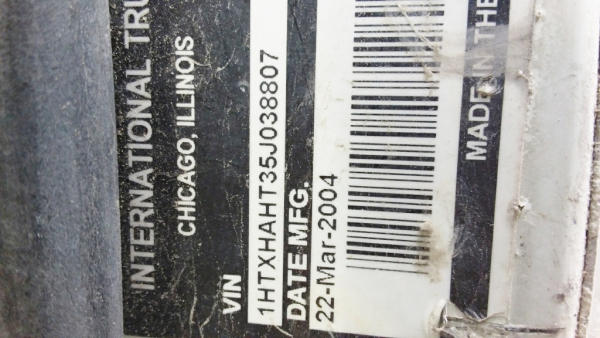 INTERNATIONAL TRU
CHICAGO, ILLINOIS
VIN
1HTXHAHT35J038807
DATE MFG.
22-Mar-2004
MADE IN THE